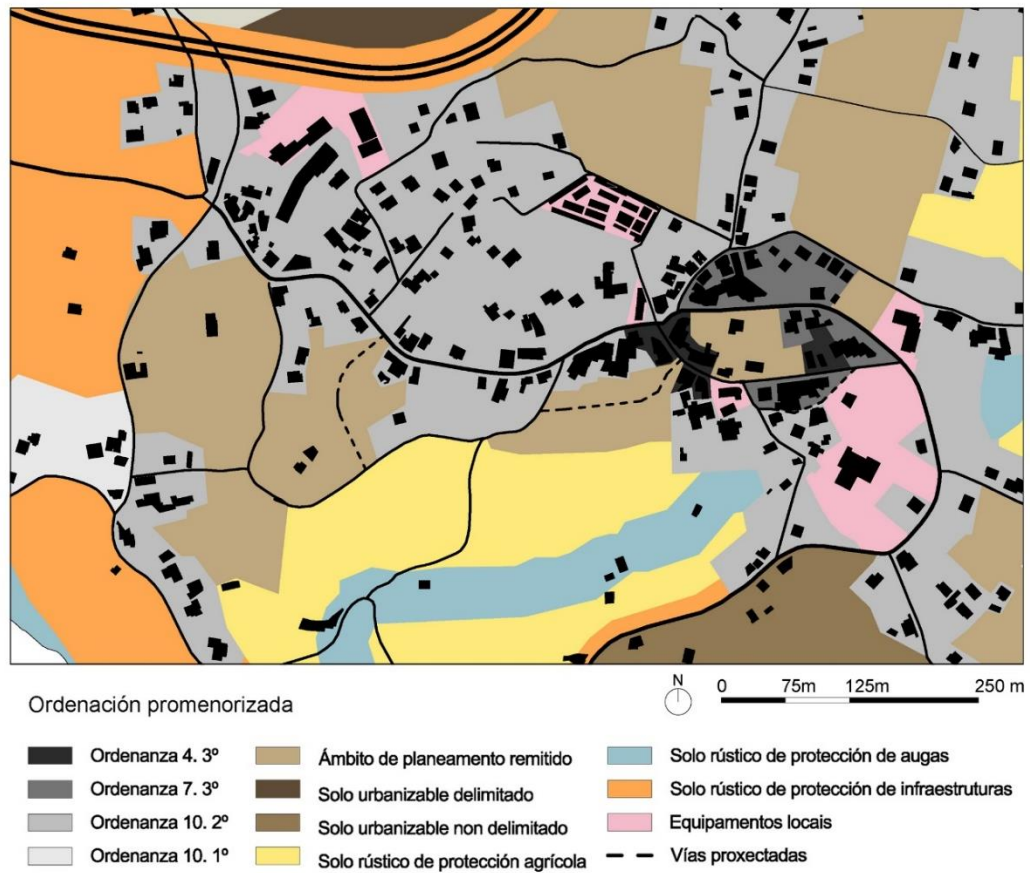 N
0 75m 125m 250 m
Ordenación promenorizada
Ordenanza 4. 3º
Ordenanza 7. 3º
Ordenanza 10. 2º
Ordenanza 10. 1º
Ámbito de planeamento remitido
Solo urbanizable delimitado
Solo urbanizable non delimitado
Solo rústico de protección agrícola
Solo rústico de protección de augas
Solo rústico de protección de infraestruturas
Equipamentos locais
Vías proxectadas